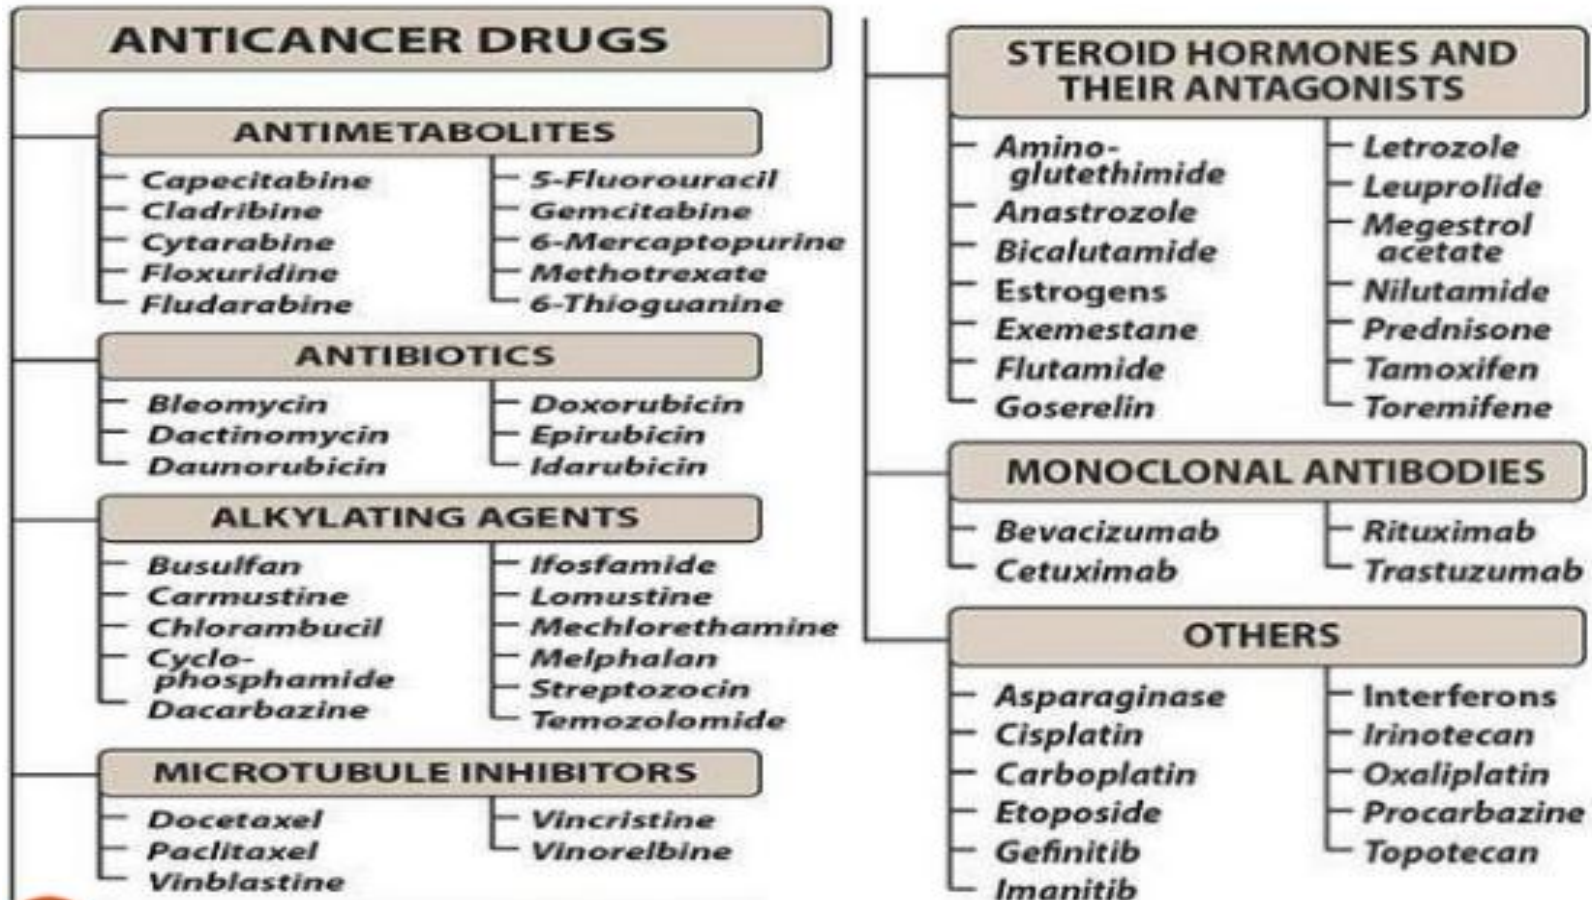 ANTICANCER DRUGS
ANTIMETABOLITES
Capecitabine
Cladribine
Cytarabine
Floxuridine
Fludarabine
5-Fluorouracil
Gemcitabine
6-Mercaptopurine
Methotrexate
6-Thioguanine
ANTIBIOTICS
Bleomycin
Dactinomycin
Daunorubicin
Doxorubicin
Epirubicin
Idarubicin
ALKYLATING AGENTS
Busulfan
Carmustine
Chlorambucil
Cyclo-
phosphamide
Dacarbazine
Ifosfamide
Lomustine
Mechlorethamine
Melphalan
Streptozocin
Temozolomide
MICROTUBULE INHIBITORS
Docetaxel
Paclitaxel
Vinblastine
Vincristine
Vinorelbine
STEROID HORMONES AND
THEIR ANTAGONISTS
Amino-
glutethimide
Anastrozole
Bicalutamide
Estrogens
Exemestane
Flutamide
Goserelin
Letrozole
Leuprolide
Megestrol
acetate
Nilutamide
Prednisone
Tamoxifen
Toremifene
MONOCLONAL ANTIBODIES
Bevacizumab
Cetuximab
Rituximab
Trastuzumab
OTHERS
Asparaginase
Cisplatin
Carboplatin
Etoposide
Gefinitib
Imanitib
Interferons
Irinotecan
Oxaliplatin
Procarbazine
Topotecan